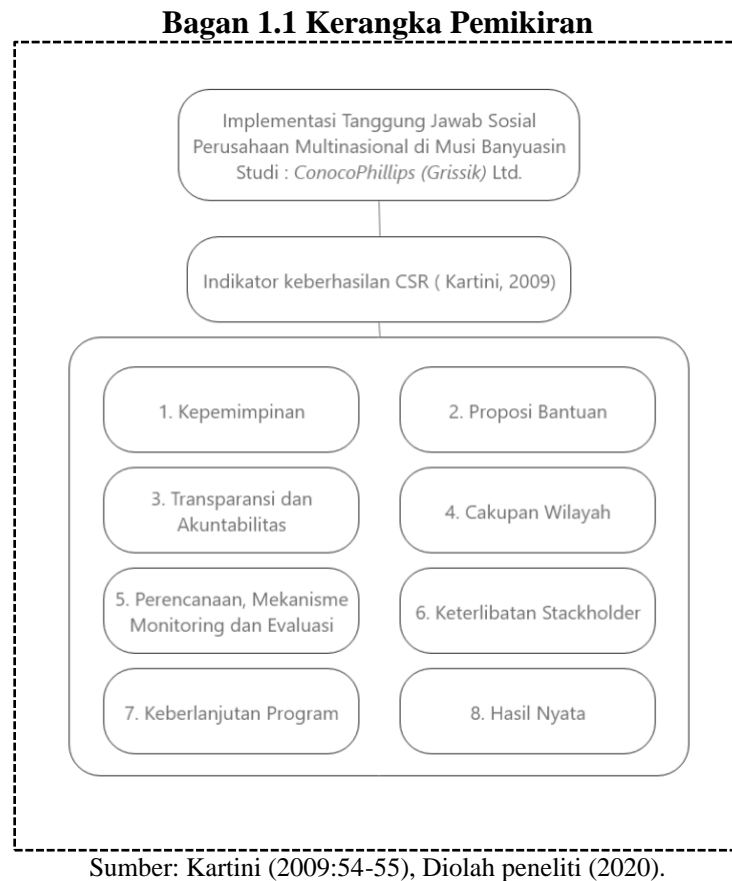 Bagan 1.1 Kerangka Pemikiran
Implementasi Tanggung Jawab Sosial
Perusahaan Multinasional di Musi Banyuasin
Studi : ConocoPhillips (Grissik) Ltd.
Indikator keberhasilan CSR ( Kartini, 2009)
1. Kepemimpinan
2. Proposi Bantuan
3. Transparansi dan
Akuntabilitas
4. Cakupan Wilayah
5. Perencanaan, Mekanisme
Monitoring dan Evaluasi
6. Keterlibatan Stackholder
7. Keberlanjutan Program
8. Hasil Nyata
Sumber: Kartini (2009:54-55), Diolah peneliti (2020).